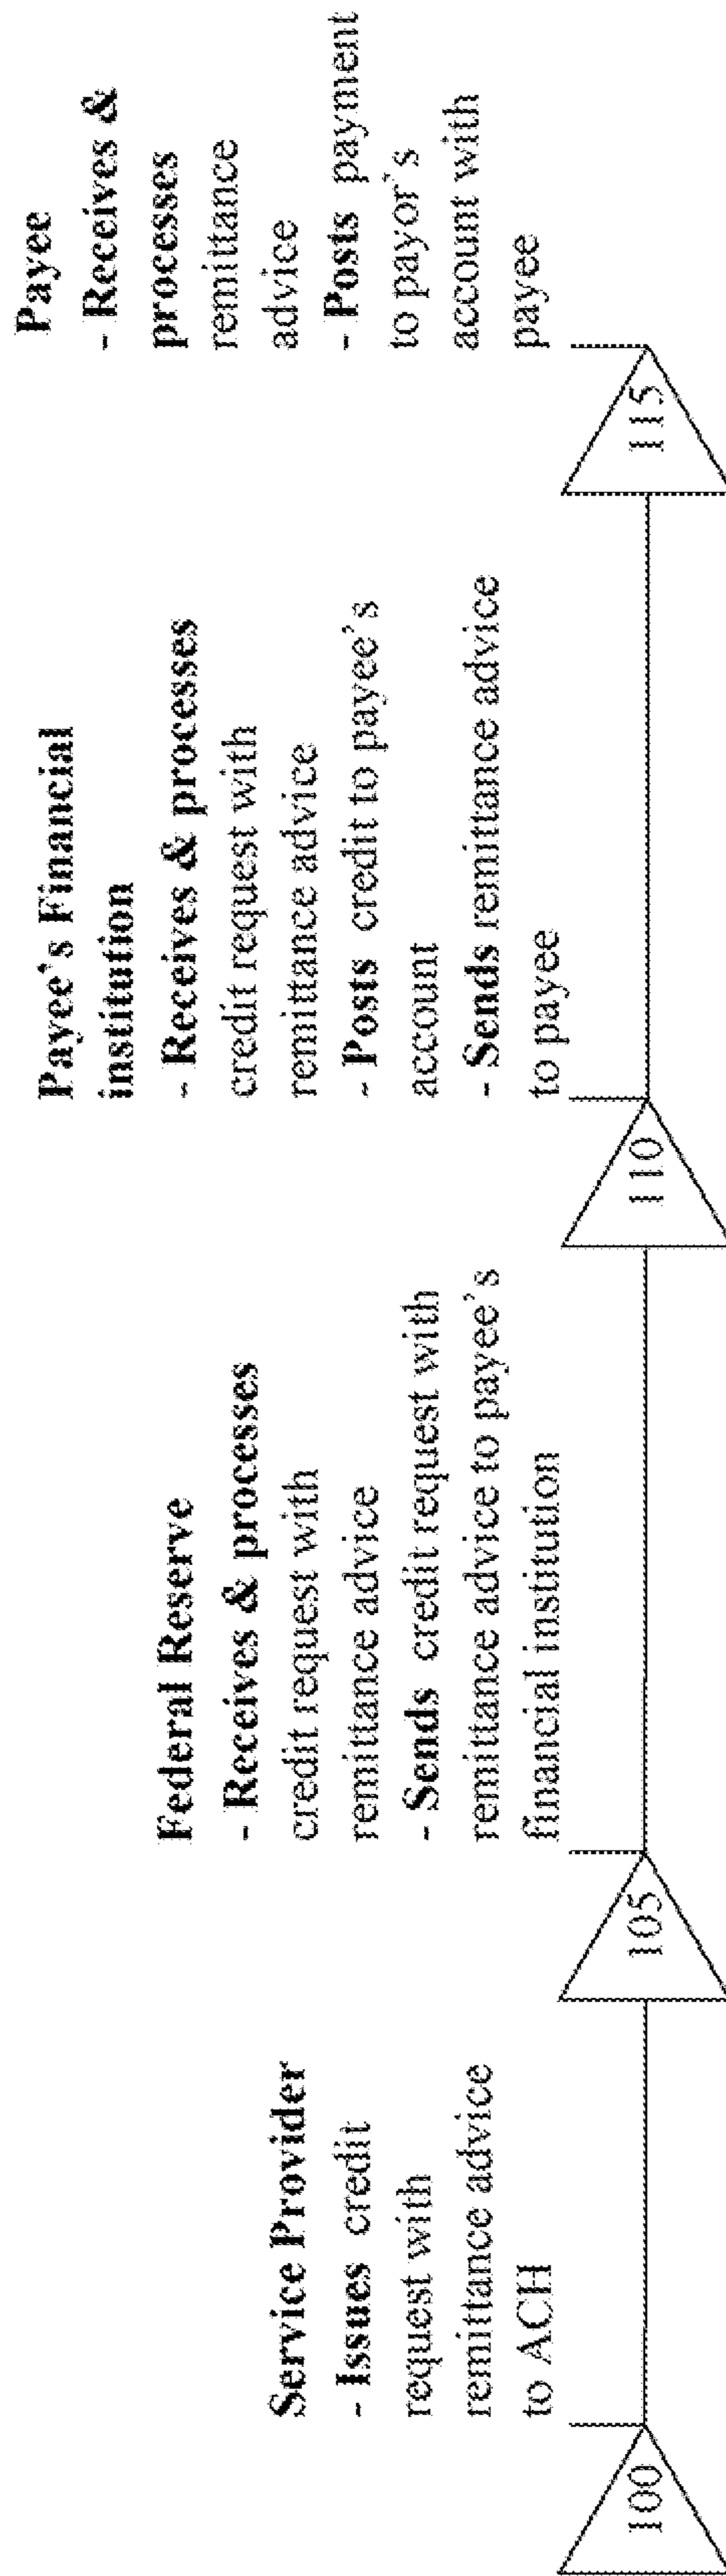 Service Provider
- Issues credit
request with
remittance advice
to ACH
100
Federal Reserve
- Receives & processes
credit request with
remittance advice
- Sends credit request with
remittance advice to payee's
financial institution
105
Payee's Financial
institution
- Receives & processes
credit request with
remittance advice
- Posts credit to payee's
account
- Sends remittance advice
to payee
110
Payee
- Receives &
processes
remittance
advice
- Posts payment
to payor's
account with
payee
115